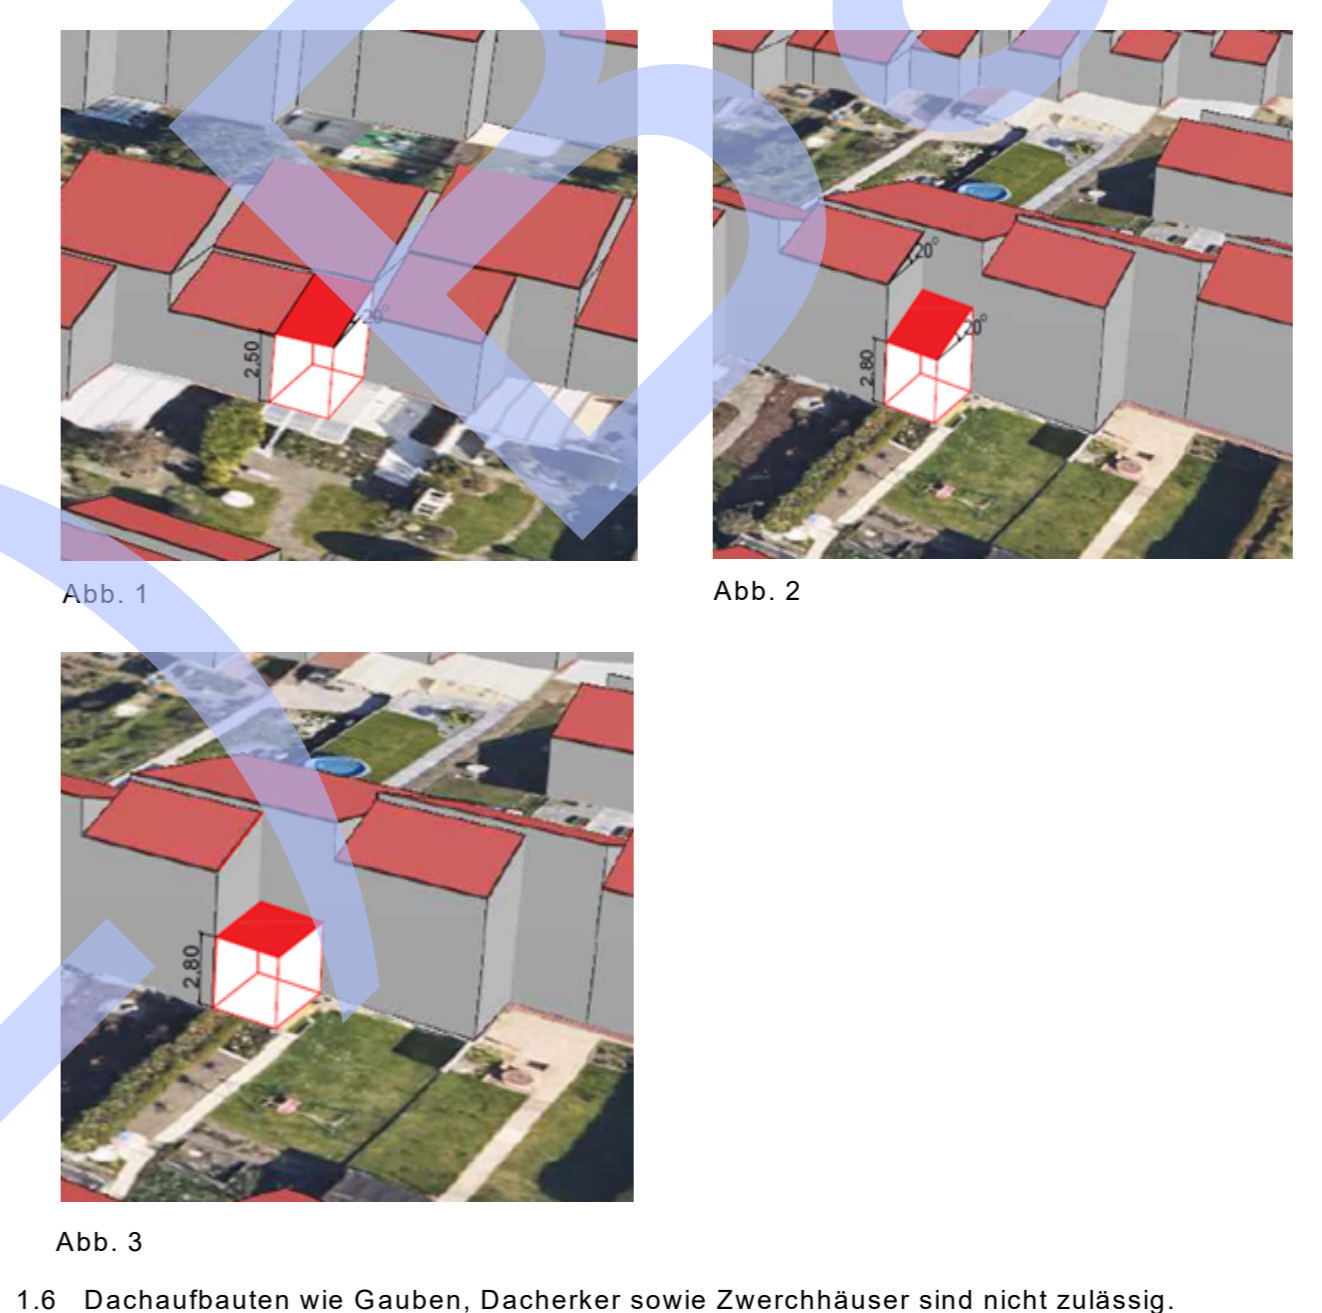 2.50
20°
20°
20°
2.80
Abb. 1
Abb. 2
2.80
Abb. 3
1.6 Dachaufbauten wie Gauben, Dacherker sowie Zwerchhäuser sind nicht zulässig.